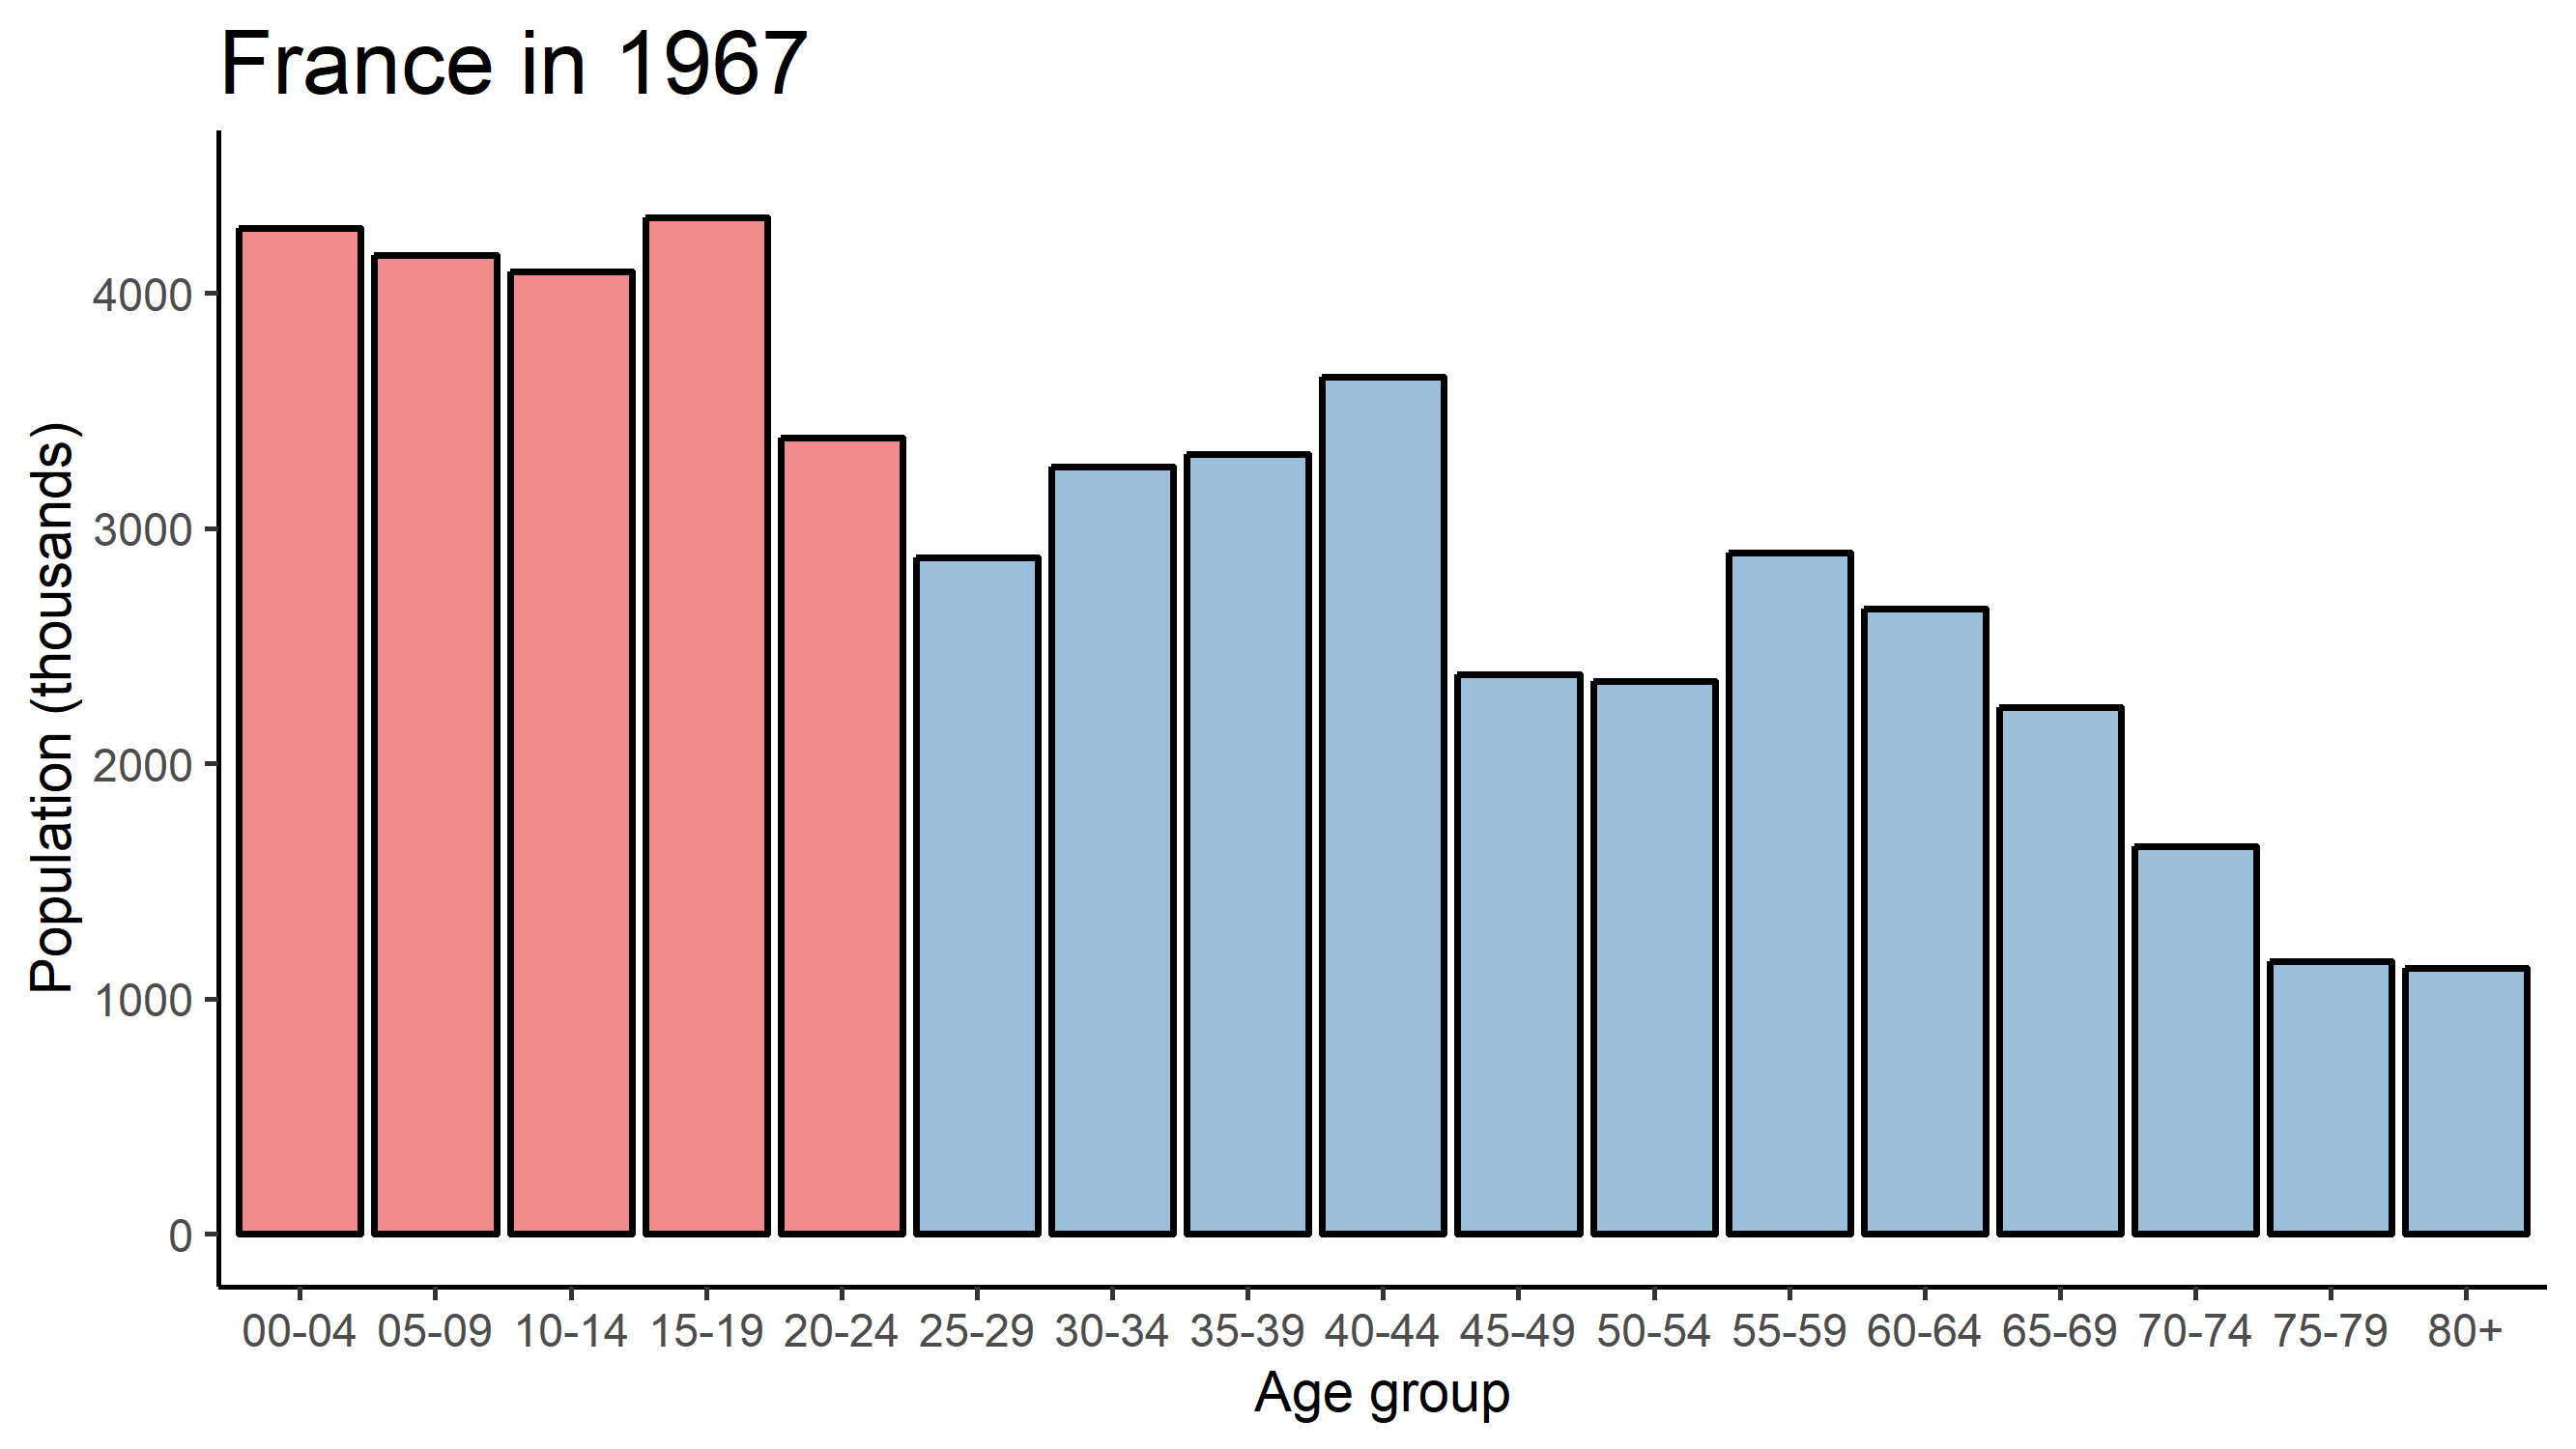 France in 1967
Population (thousands)
4000
3000
2000
1000
0
00-04 05-09 10-14 15-19 20-24 25-29 30-34 35-39 40-44 45-49 50-54 55-59 60-64 65-69 70-74 75-79 80+
Age group